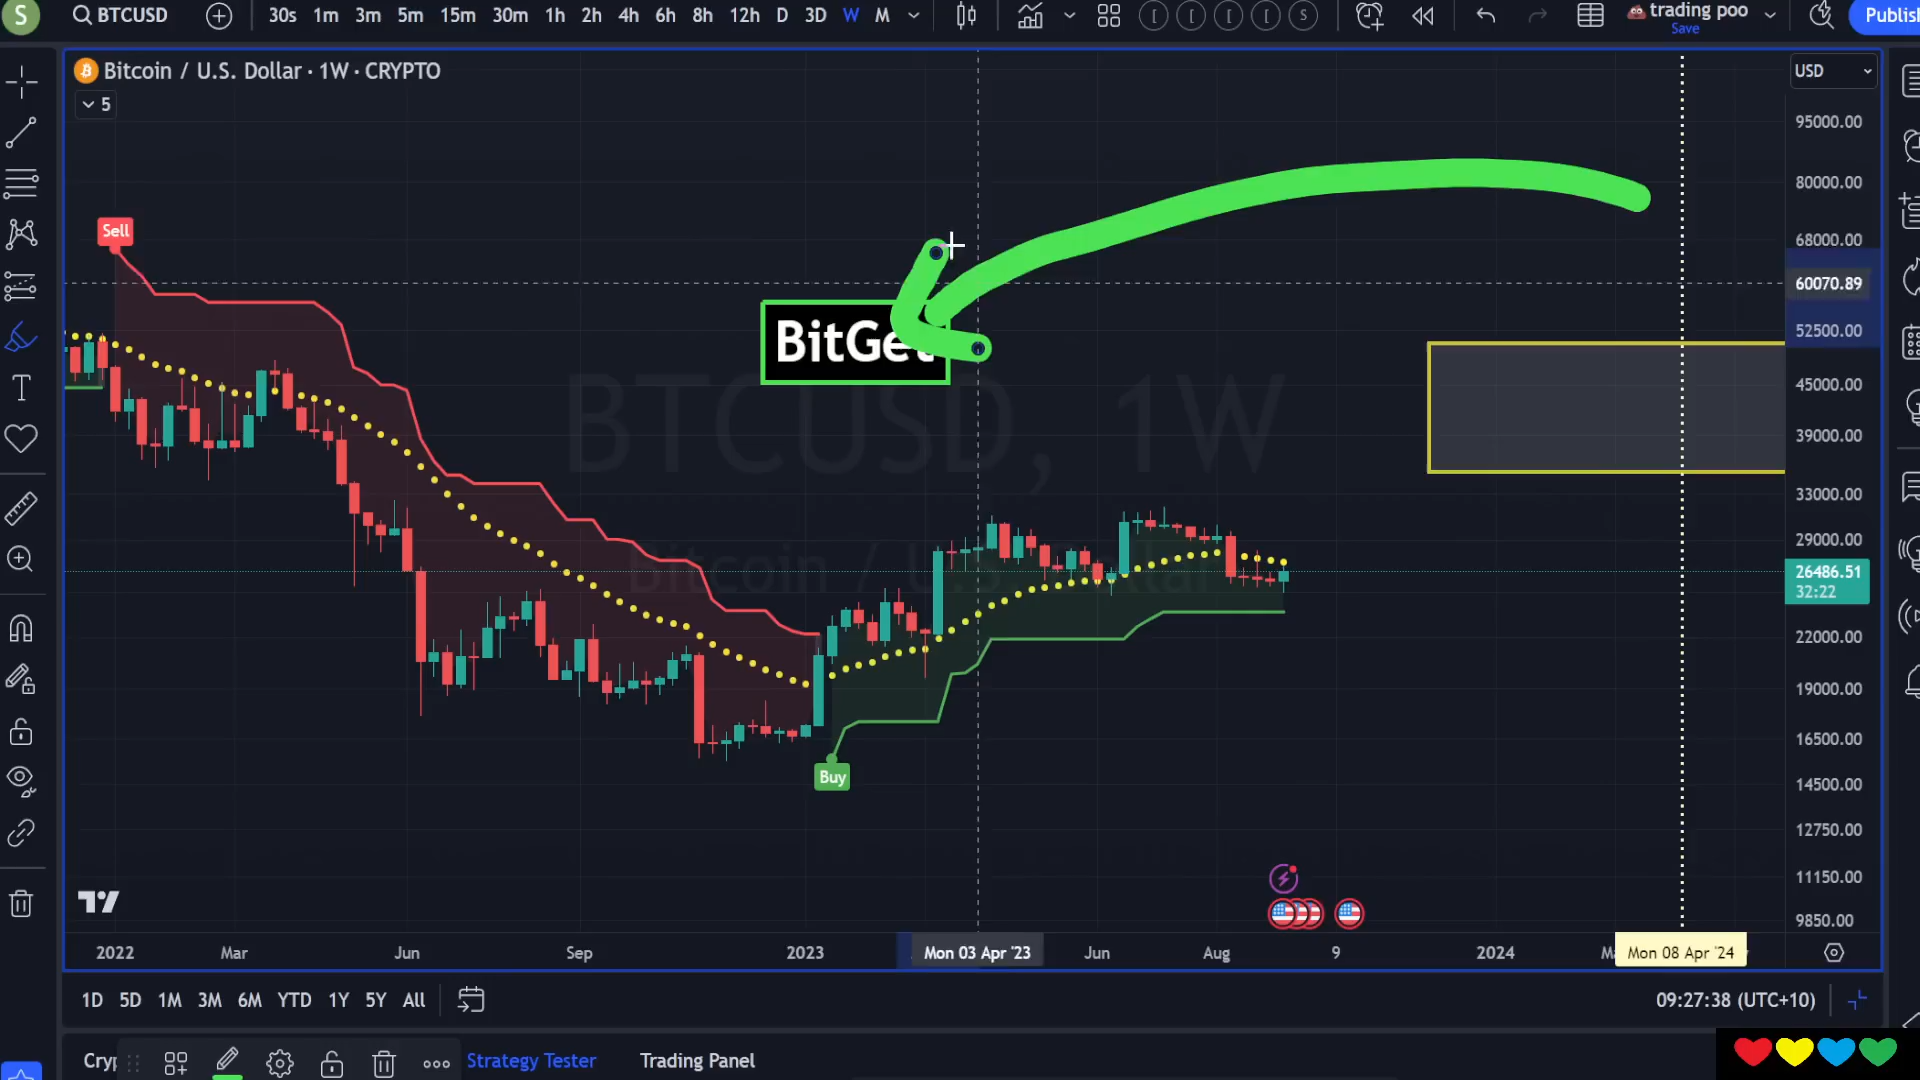 S
BTCUSD
30s 1m 3m 5m 15m 30m 1h 2h 4h 6h 8h 12h D 3D W M
[ [ [ [ S
trading poo
Save
Publish
Bitcoin / U.S. Dollar · 1W · CRYPTO
5
USD
95000.00
80000.00
68000.00
60070.89
52500.00
45000.00
39000.00
33000.00
29000.00
26486.51
32:22
22000.00
19000.00
16500.00
14500.00
12750.00
11150.00
9850.00
Sell
BitGet
BTCUSD, 1W
Bitcoin / U.S. Dollar
Buy
2022 Mar Jun Sep 2023 Mon 03 Apr '23 Jun Aug 9 2024 Mon 08 Apr '24
1D 5D 1M 3M 6M YTD 1Y 5Y All
09:27:38 (UTC+10)
Strategy Tester
Trading Panel